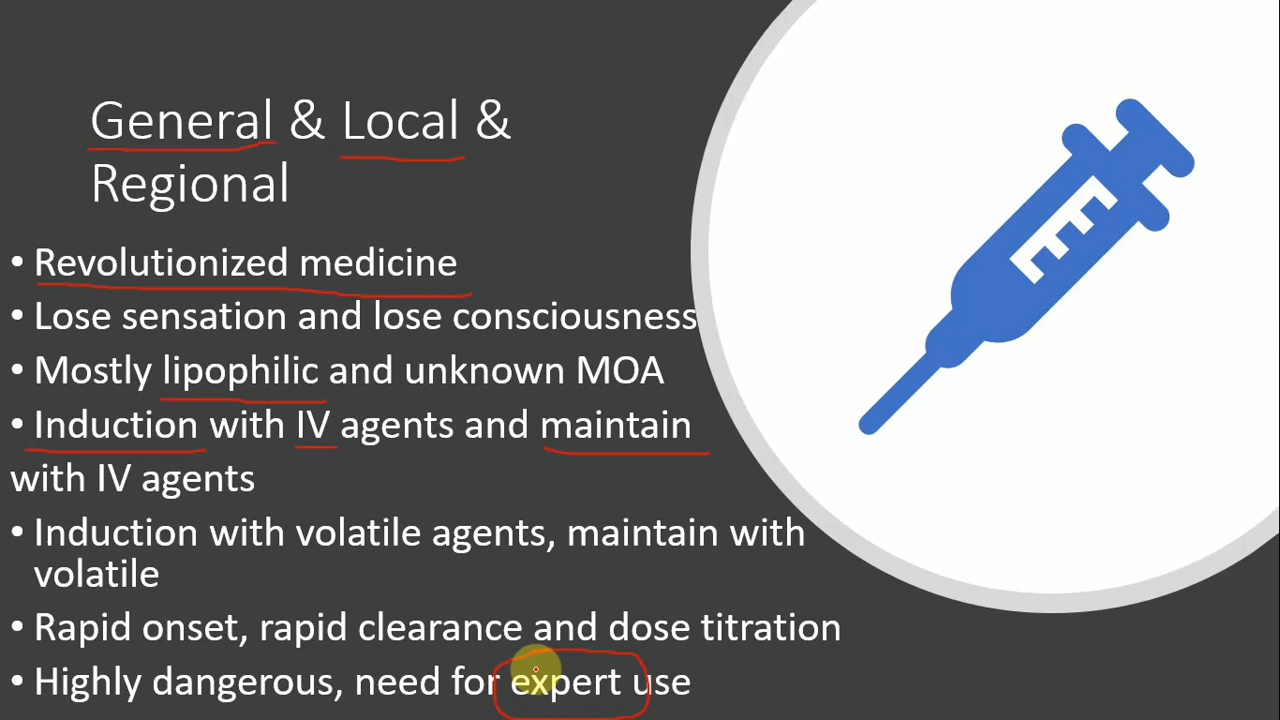 General & Local &
Regional
• Revolutionized medicine
• Lose sensation and lose consciousness
• Mostly lipophilic and unknown MOA
• Induction with IV agents and maintain
with IV agents
• Induction with volatile agents, maintain with
volatile
• Rapid onset, rapid clearance and dose titration
• Highly dangerous, need for expert use